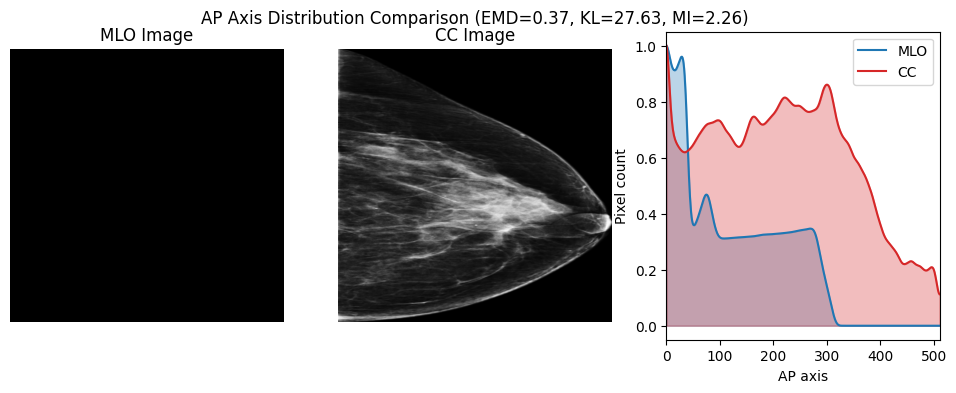 AP Axis Distribution Comparison (EMD=0.37, KL=27.63, MI=2.26)
MLO Image
CC Image
MLO
CC
Pixel count
1.0
0.8
0.6
0.4
0.2
0.0
0 100 200 300 400 500
AP axis